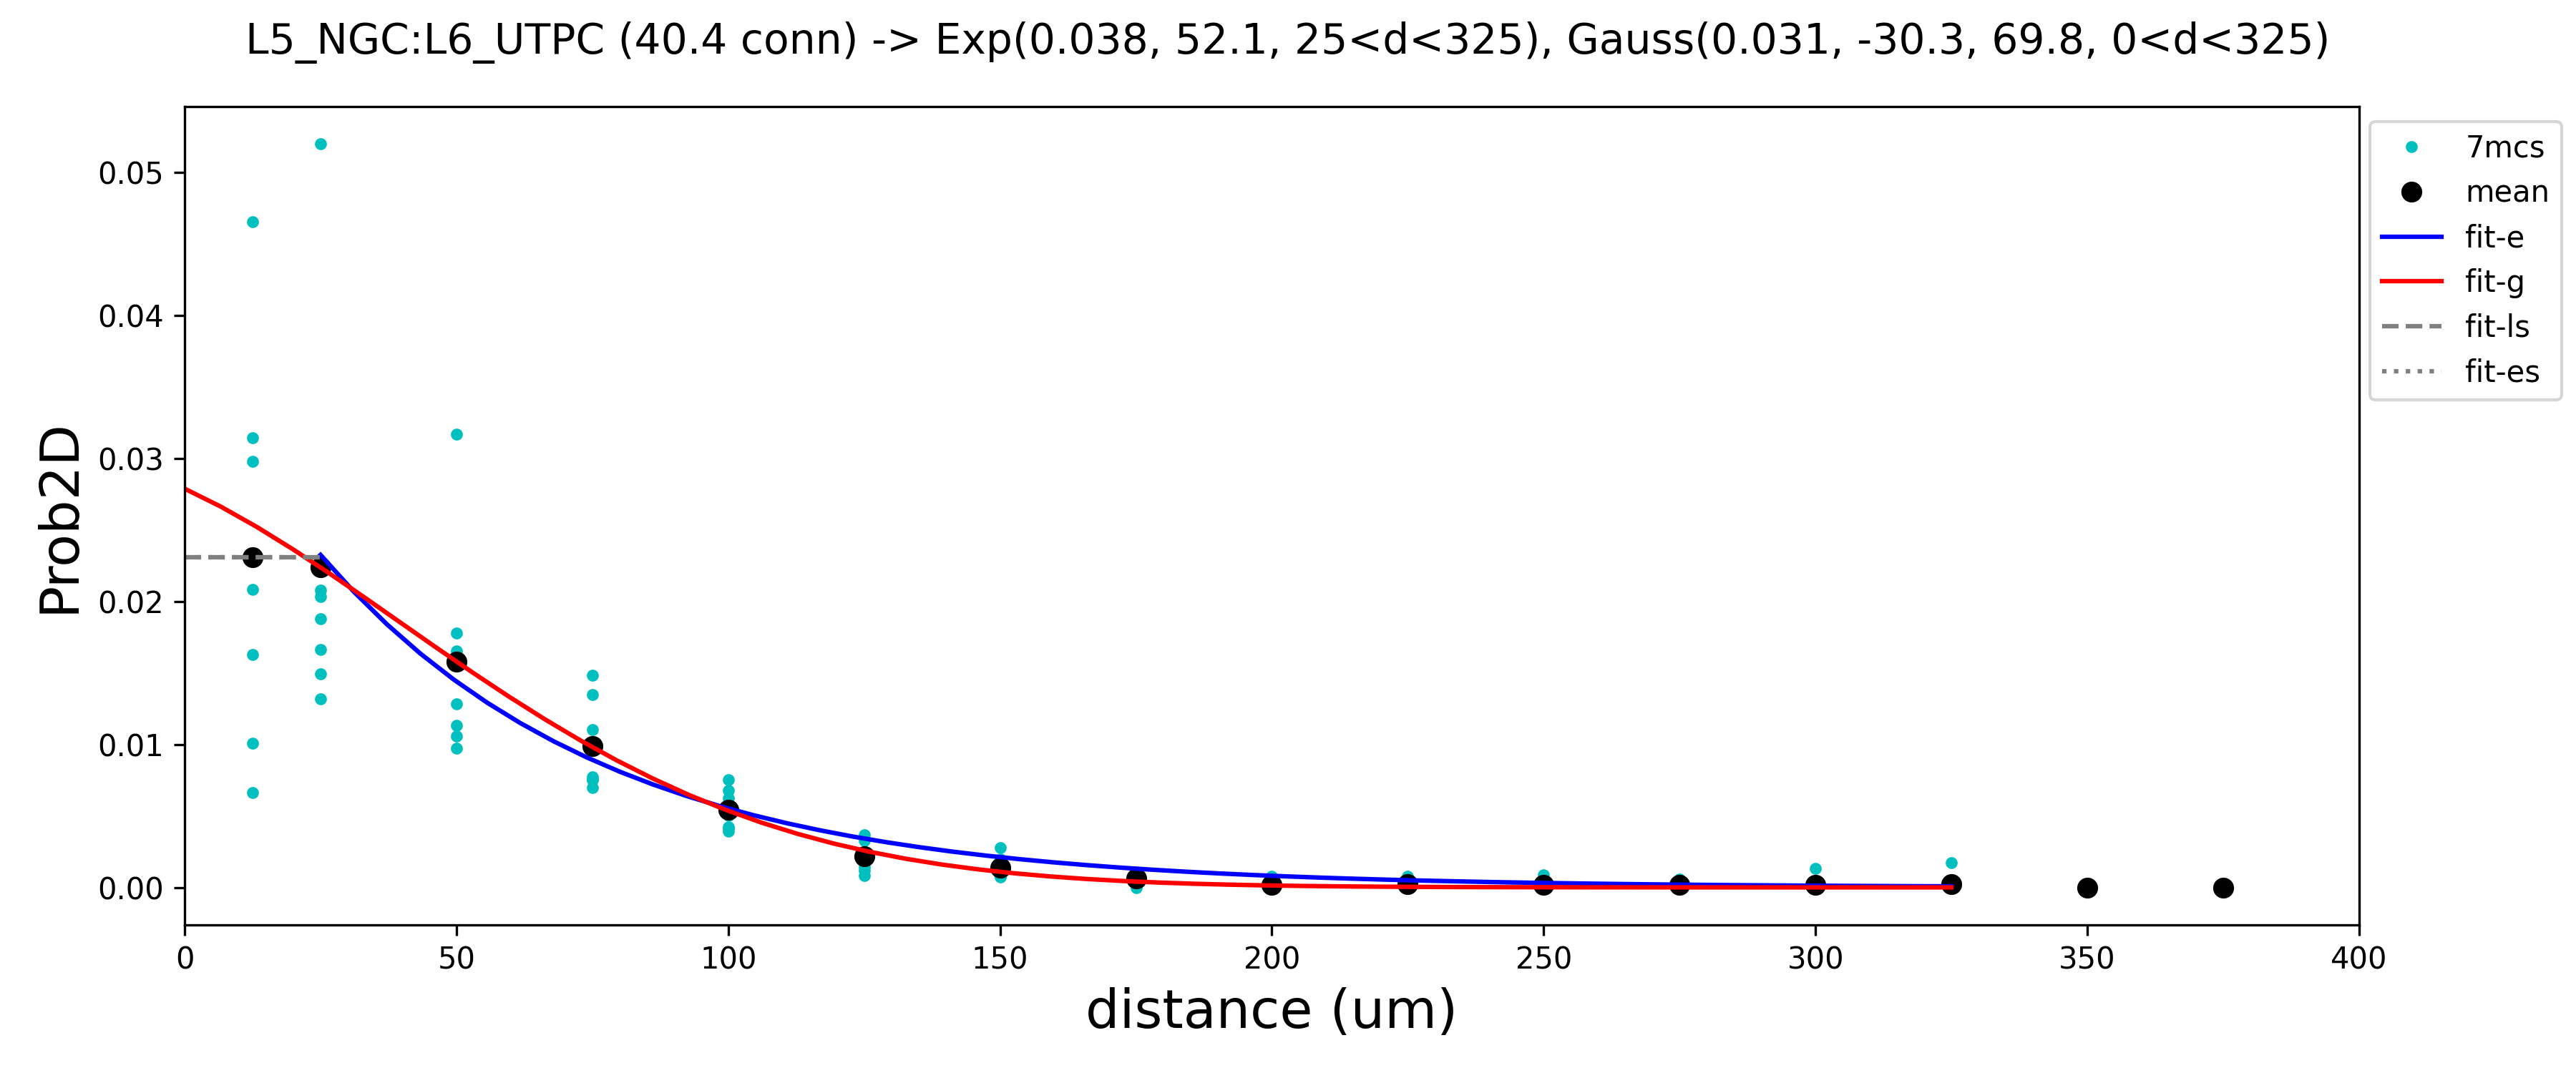 L5_NGC:L6_UTPC (40.4 conn) -> Exp(0.038, 52.1, 25<d<325), Gauss(0.031, -30.3, 69.8, 0<d<325)
Prob2D
0.05
0.04
0.03
0.02
0.01
0.00
0 50 100 150 200 250 300 350 400
distance (um)
7mcs
mean
fit-e
fit-g
fit-ls
fit-es